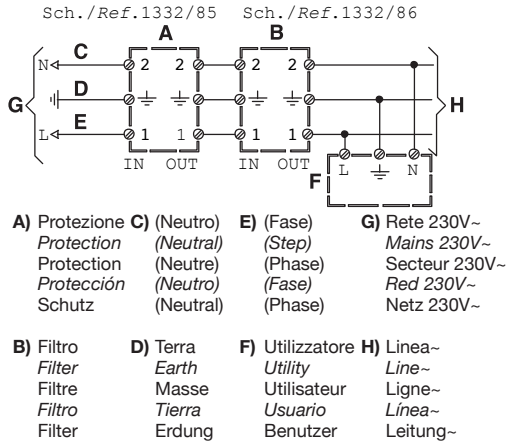 Sch./Ref.1332/85 Sch./Ref.1332/86
A B
N C 2 2 2 2
G D H
L E 1 1 1 1
IN OUT IN OUT
F L N
A) Protezione C) (Neutro) E) (Fase) G) Rete 230V~
Protection (Neutral) (Step) Mains 230V~
Protection (Neutre) (Phase) Secteur 230V~
Protección (Neutro) (Fase) Red 230V~
Schutz (Neutral) (Phase) Netz 230V~
B) Filtro D) Terra F) Utilizzatore H) Linea~
Filter Earth Utility Line~
Filtre Masse Utilisateur Ligne~
Filtro Tierra Usuario Línea~
Filter Erdung Benutzer Leitung~